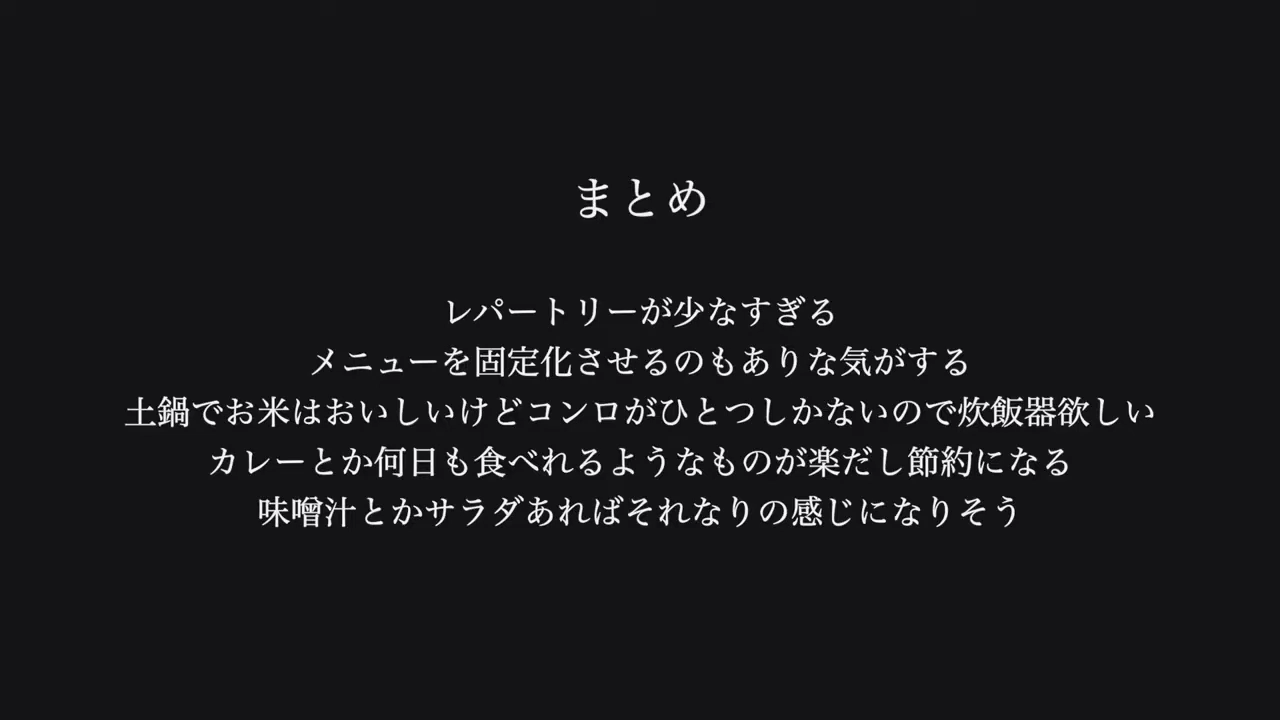 まとめ
レパートリーが少なすぎる
メニューを固定化させるのもありな気がする
土鍋でお米はおいしいけどコンロがひとつしかないので炊飯器欲しい
カレーとか何日も食べれるようなものが楽だし節約になる
味噌汁とかサラダあればそれなりの感じになりそう